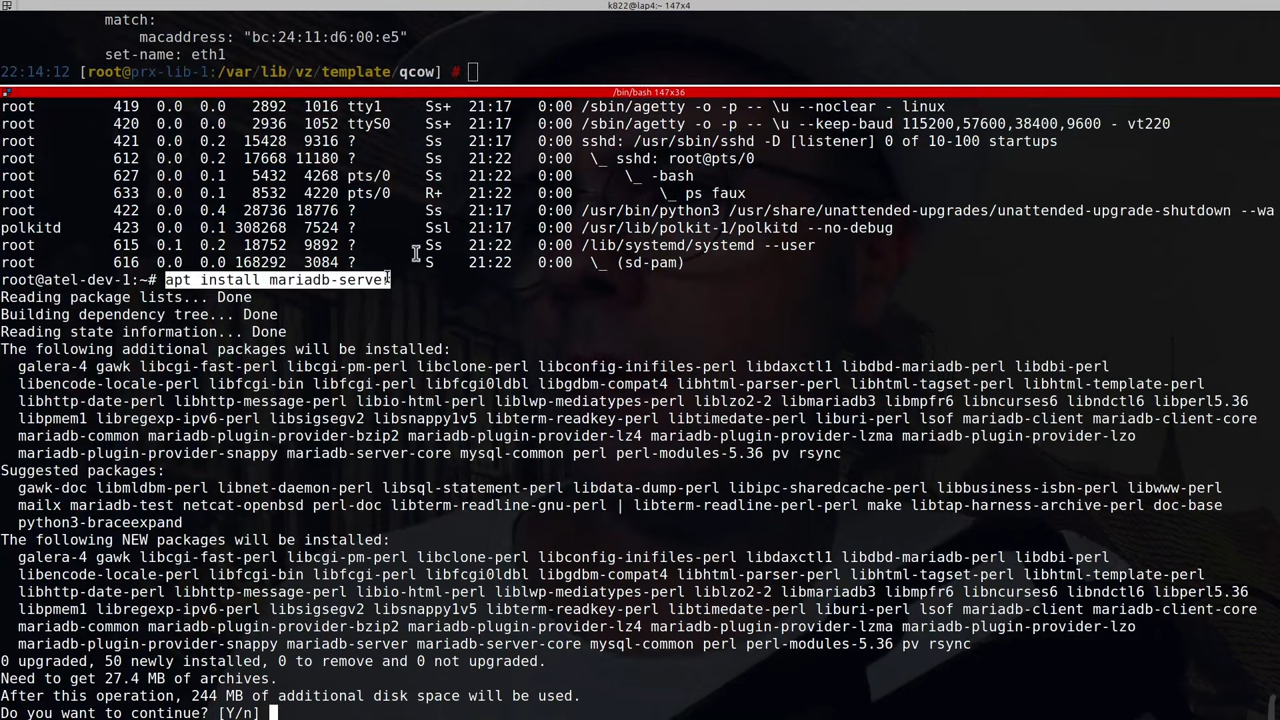 k822@lap4:~ 147x4
match:
macaddress: "bc:24:11:d6:00:e5"
set-name: eth1
22:14:12 [root@prx-lib-1:/var/lib/vz/template/qcow] #
/bin/bash 147x36
root 419 0.0 0.0 2892 1016 tty1 Ss+ 21:17 0:00 /sbin/agetty -o -p -- \u --noclear - linux
root 420 0.0 0.0 2936 1052 ttyS0 Ss+ 21:17 0:00 /sbin/agetty -o -p -- \u --keep-baud 115200,57600,38400,9600 - vt220
root 421 0.0 0.2 15428 9316 ? Ss 21:17 0:00 sshd: /usr/sbin/sshd -D [listener] 0 of 10-100 startups
root 612 0.0 0.2 17668 11180 ? Ss 21:22 0:00 \_ sshd: root@pts/0
root 627 0.0 0.1 5432 4268 pts/0 Ss 21:22 0:00 \_ -bash
root 633 0.0 0.1 8532 4220 pts/0 R+ 21:22 0:00 \_ ps faux
root 422 0.0 0.4 28736 18776 ? Ss 21:17 0:00 /usr/bin/python3 /usr/share/unattended-upgrades/unattended-upgrade-shutdown --wa
polkitd 423 0.0 0.1 308268 7524 ? Ssl 21:17 0:00 /usr/lib/polkit-1/polkitd --no-debug
root 615 0.1 0.2 18752 9892 ? Ss 21:22 0:00 /lib/systemd/systemd --user
root 616 0.0 0.0 168292 3084 ? S 21:22 0:00 \_ (sd-pam)
root@atel-dev-1:~# apt install mariadb-server
Reading package lists... Done
Building dependency tree... Done
Reading state information... Done
The following additional packages will be installed:
galera-4 gawk libcgi-fast-perl libcgi-pm-perl libclone-perl libconfig-inifiles-perl libdaxctl1 libdbd-mariadb-perl libdbi-perl
libencode-locale-perl libfcgi-bin libfcgi-perl libfcgi0ldbl libgdbm-compat4 libhtml-parser-perl libhtml-tagset-perl libhtml-template-perl
libhttp-date-perl libhttp-message-perl libio-html-perl liblwp-mediatypes-perl liblzo2-2 libmariadb3 libmpfr6 libncurses6 libndctl6 libperl5.36
libpmem1 libregexp-ipv6-perl libsigsegv2 libsnappy1v5 libterm-readkey-perl libtimedate-perl liburi-perl lsof mariadb-client mariadb-client-core
mariadb-common mariadb-plugin-provider-bzip2 mariadb-plugin-provider-lz4 mariadb-plugin-provider-lzma mariadb-plugin-provider-lzo
mariadb-plugin-provider-snappy mariadb-server-core mysql-common perl perl-modules-5.36 pv rsync
Suggested packages:
gawk-doc libmldbm-perl libnet-daemon-perl libsql-statement-perl libdata-dump-perl libipc-sharedcache-perl libbusiness-isbn-perl libwww-perl
mailx mariadb-test netcat-openbsd perl-doc libterm-readline-gnu-perl | libterm-readline-perl-perl make libtap-harness-archive-perl doc-base
python3-braceexpand
The following NEW packages will be installed:
galera-4 gawk libcgi-fast-perl libcgi-pm-perl libclone-perl libconfig-inifiles-perl libdaxctl1 libdbd-mariadb-perl libdbi-perl
libencode-locale-perl libfcgi-bin libfcgi-perl libfcgi0ldbl libgdbm-compat4 libhtml-parser-perl libhtml-tagset-perl libhtml-template-perl
libhttp-date-perl libhttp-message-perl libio-html-perl liblwp-mediatypes-perl liblzo2-2 libmariadb3 libmpfr6 libncurses6 libndctl6 libperl5.36
libpmem1 libregexp-ipv6-perl libsigsegv2 libsnappy1v5 libterm-readkey-perl libtimedate-perl liburi-perl lsof mariadb-client mariadb-client-core
mariadb-common mariadb-plugin-provider-bzip2 mariadb-plugin-provider-lz4 mariadb-plugin-provider-lzma mariadb-plugin-provider-lzo
mariadb-plugin-provider-snappy mariadb-server mariadb-server-core mysql-common perl perl-modules-5.36 pv rsync
0 upgraded, 50 newly installed, 0 to remove and 0 not upgraded.
Need to get 27.4 MB of archives.
After this operation, 244 MB of additional disk space will be used.
Do you want to continue? [Y/n]